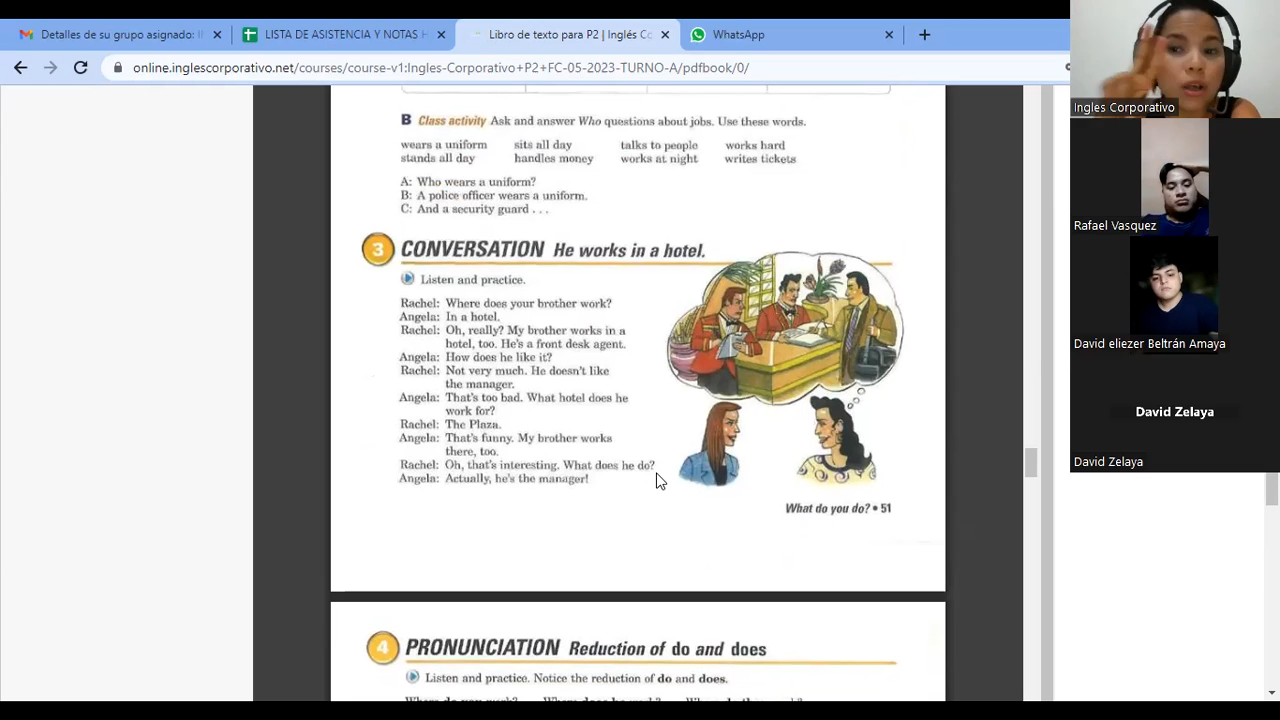 Detalles de su grupo asignado: I
LISTA DE ASISTENCIA Y NOTAS H
Libro de texto para P2 | Inglés Co
WhatsApp
online.inglescorporativo.net/courses/course-v1:Ingles-Corporativo+P2+FC-05-2023-TURNO-A/pdfbook/0/
Ingles Corporativo
Rafael Vasquez
David eliezer Beltrán Amaya
David Zelaya
David Zelaya
B Class activity Ask and answer Who questions about jobs. Use these words.
wears a uniform sits all day talks to people works hard
stands all day handles money works at night writes tickets
A: Who wears a uniform?
B: A police officer wears a uniform.
C: And a security guard . . .
3 CONVERSATION He works in a hotel.
Listen and practice.
Rachel: Where does your brother work?
Angela: In a hotel.
Rachel: Oh, really? My brother works in a
hotel, too. He's a front desk agent.
Angela: How does he like it?
Rachel: Not very much. He doesn't like
the manager.
Angela: That's too bad. What hotel does he
work for?
Rachel: The Plaza.
Angela: That's funny. My brother works
there, too.
Rachel: Oh, that's interesting. What does he do?
Angela: Actually, he's the manager!
What do you do? • 51
4 PRONUNCIATION Reduction of do and does
Listen and practice. Notice the reduction of do and does.